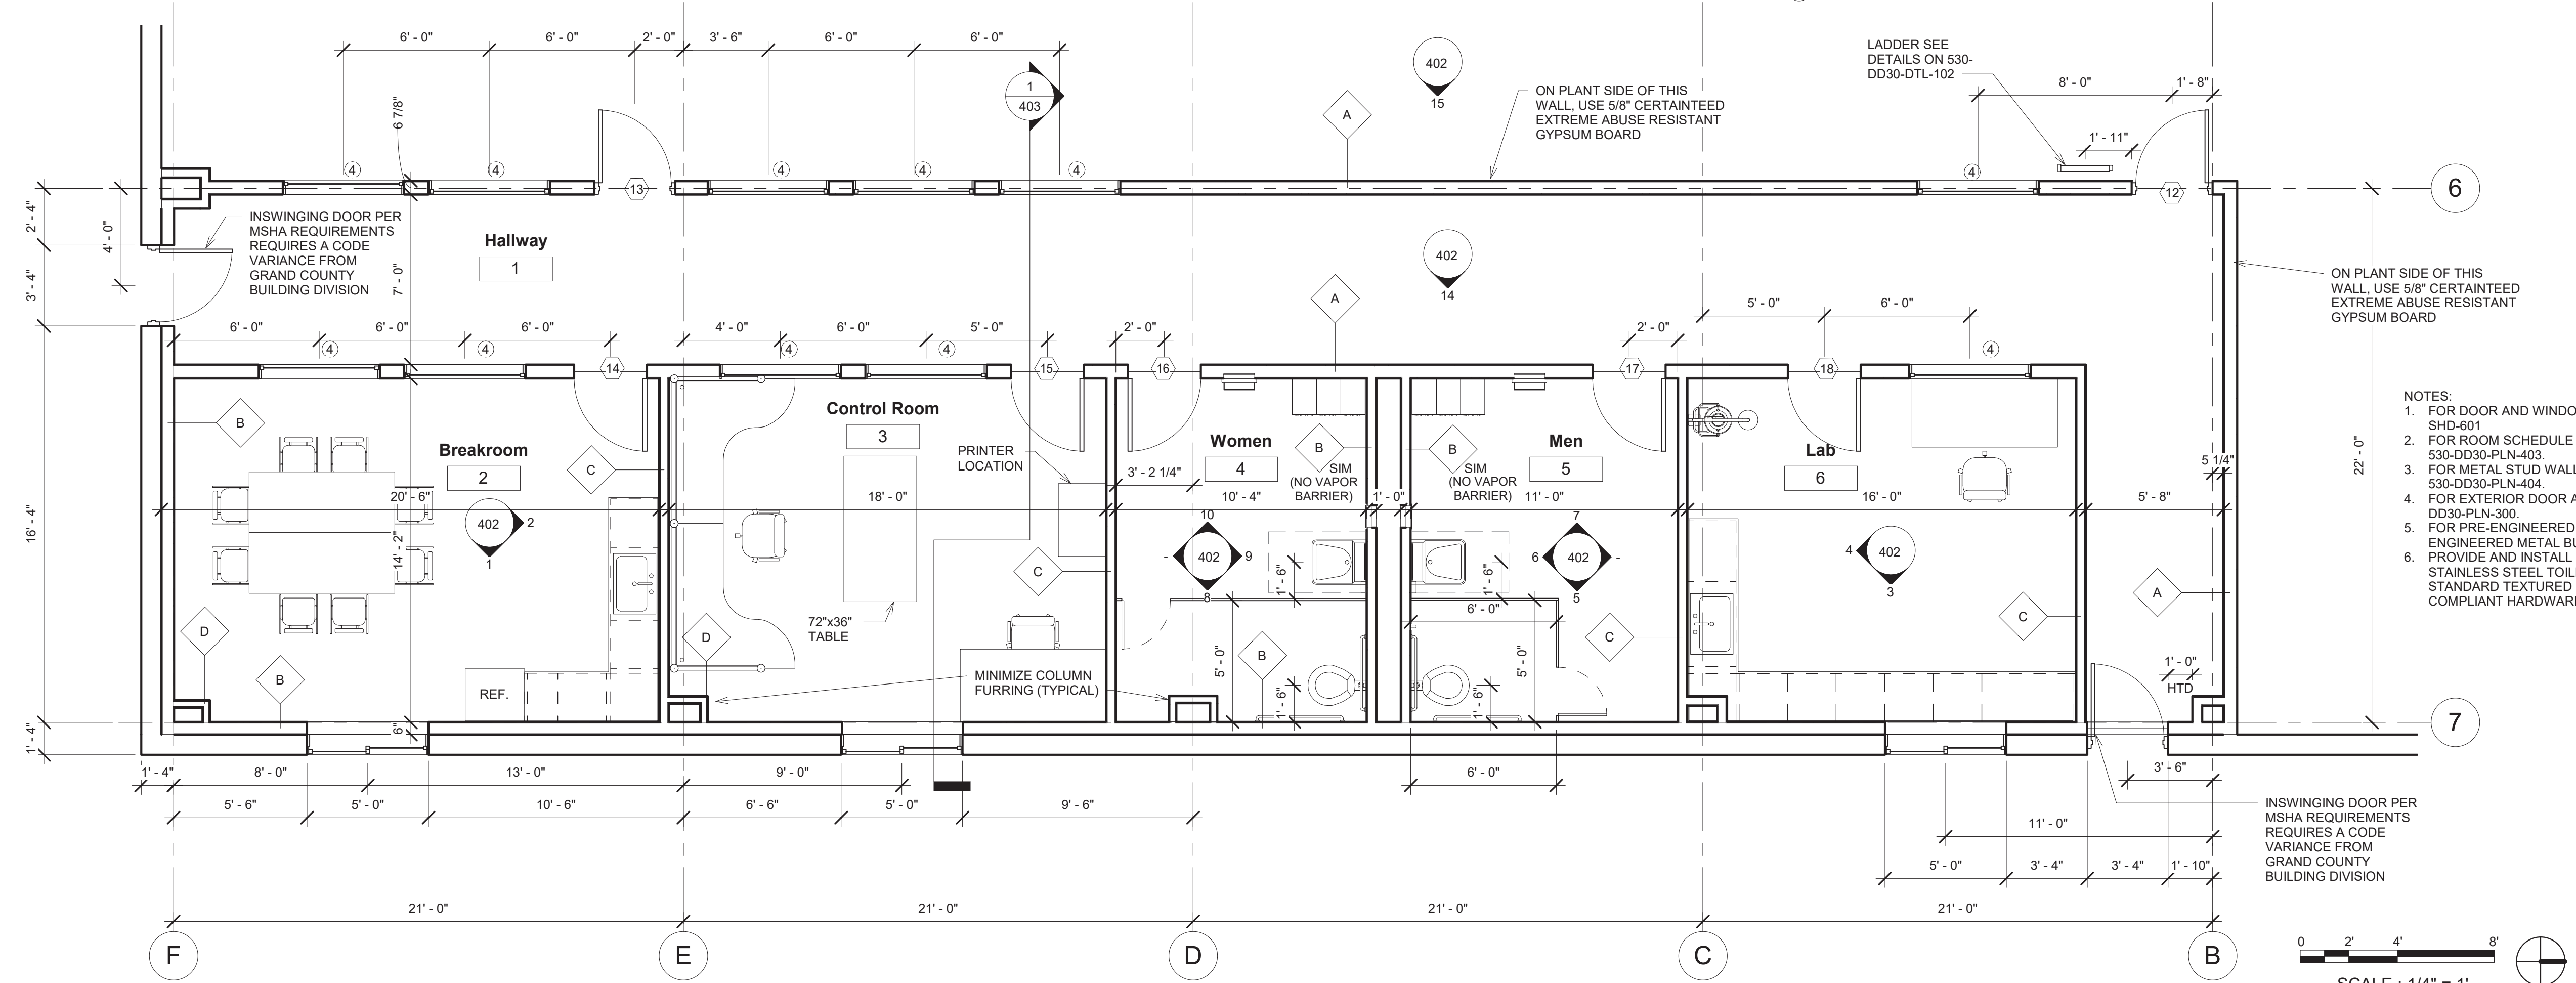 6' - 0"
6' - 0"
2' - 0"
3' - 6"
6' - 0"
6' - 0"
1
403
402
15
A
ON PLANT SIDE OF THIS
WALL, USE 5/8" CERTAINTEED
EXTREME ABUSE RESISTANT
GYPSUM BOARD
LADDER SEE
DETAILS ON 530-
DD30-DTL-102
8' - 0"
1' - 8"
1' - 11"
6 7/8"
4
4
13
4
4
4
4
12
6
2' - 4"
4' - 0"
3' - 4"
16' - 4"
1' - 4"
INSWINGING DOOR PER
MSHA REQUIREMENTS
REQUIRES A CODE
VARIANCE FROM
GRAND COUNTY
BUILDING DIVISION
7' - 0"
Hallway
1
402
14
A
ON PLANT SIDE OF THIS
WALL, USE 5/8" CERTAINTEED
EXTREME ABUSE RESISTANT
GYPSUM BOARD
6' - 0"
6' - 0"
6' - 0"
4' - 0"
6' - 0"
5' - 0"
2' - 0"
2' - 0"
5' - 0"
6' - 0"
4
4
14
4
4
15
16
17
18
4
B
Breakroom
2
C
20' - 6"
402
2
1
14' - 2"
D
B
REF.
6"
Control Room
3
PRINTER
LOCATION
18' - 0"
C
72"x36"
TABLE
D
MINIMIZE COLUMN
FURRING (TYPICAL)
Women
4
B
SIM
(NO VAPOR
BARRIER)
3' - 2 1/4"
10' - 4"
10
-
402
9
8
1' - 6"
5' - 0"
B
1' - 6"
1' - 0"
Men
5
B
SIM
(NO VAPOR
BARRIER)
11' - 0"
7
6
402
-
5
1' - 6"
6' - 0"
5' - 0"
1' - 6"
C
Lab
6
16' - 0"
4
402
3
C
5 1/4"
5' - 8"
A
1' - 0"
HTD
22' - 0"
7
NOTES:
1. FOR DOOR AND WINDO
SHD-601
2. FOR ROOM SCHEDULE
530-DD30-PLN-403.
3. FOR METAL STUD WALL
530-DD30-PLN-404.
4. FOR EXTERIOR DOOR A
DD30-PLN-300.
5. FOR PRE-ENGINEERED
ENGINEERED METAL BU
6. PROVIDE AND INSTALL
STAINLESS STEEL TOIL
STANDARD TEXTURED
COMPLIANT HARDWAR
1' - 4"
8' - 0"
13' - 0"
9' - 0"
6' - 0"
3' - 6"
5' - 6"
5' - 0"
10' - 6"
6' - 6"
5' - 0"
9' - 6"
11' - 0"
5' - 0"
3' - 4"
3' - 4"
1' - 10"
INSWINGING DOOR PER
MSHA REQUIREMENTS
REQUIRES A CODE
VARIANCE FROM
GRAND COUNTY
BUILDING DIVISION
21' - 0"
21' - 0"
21' - 0"
21' - 0"
F
E
D
C
B
0 2' 4' 8'
SCALE : 1/4" = 1'